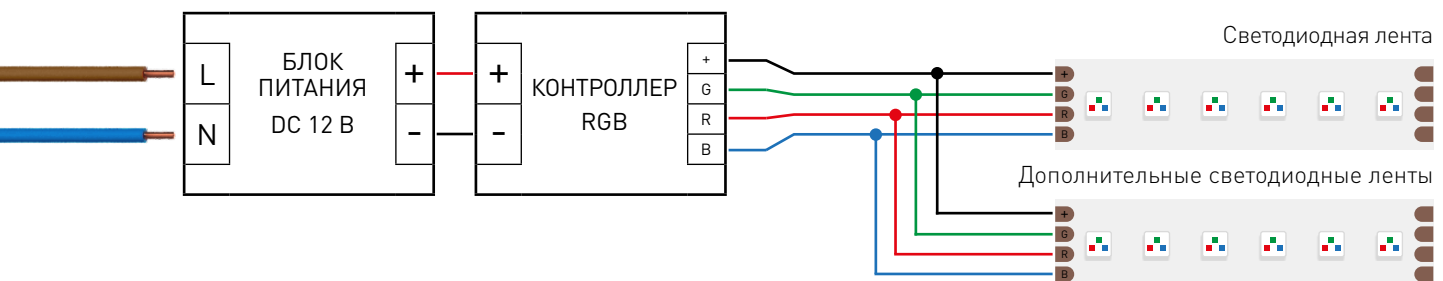 Светодиодная лента
L
N
БЛОК
ПИТАНИЯ
DC 12 В
+
-
+
-
КОНТРОЛЛЕР
RGB
+
G
R
B
+
G
R
B
Дополнительные светодиодные ленты
+
G
R
B